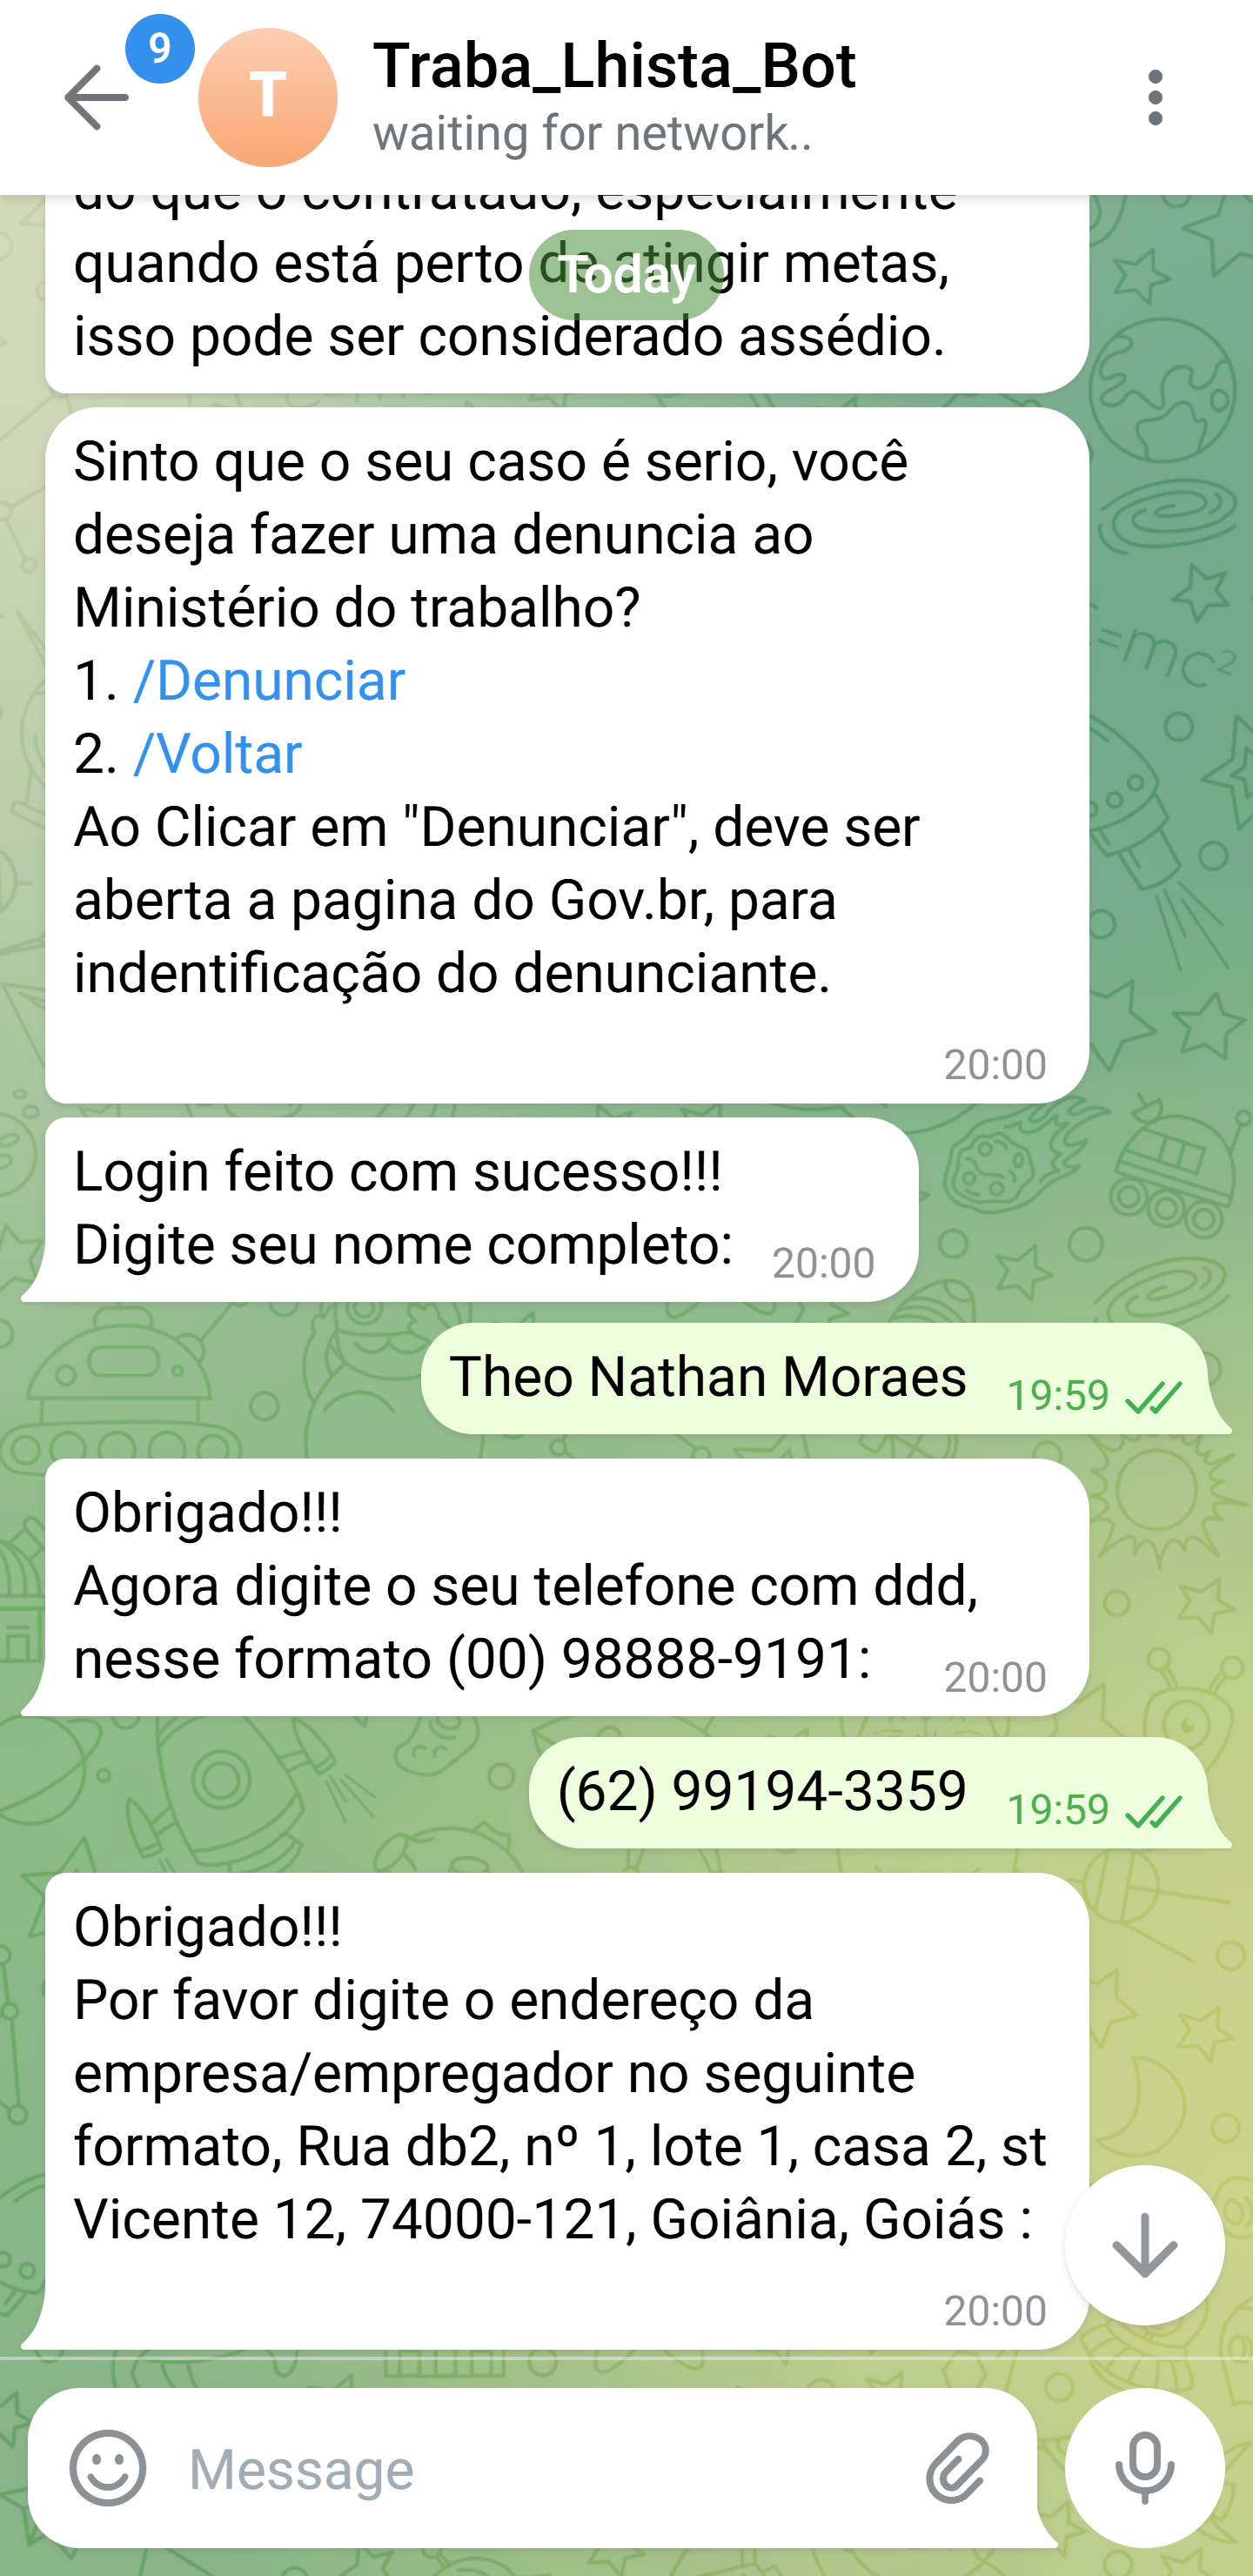 9
T
Traba_Lhista_Bot
waiting for network..
do que o contratado, especialmente
quando está perto de atingir metas,
Today
isso pode ser considerado assédio.
Sinto que o seu caso é serio, você
deseja fazer uma denuncia ao
Ministério do trabalho?
1. /Denunciar
2. /Voltar
Ao Clicar em "Denunciar", deve ser
aberta a pagina do Gov.br, para
indentificação do denunciante.
20:00
Login feito com sucesso!!!
Digite seu nome completo: 20:00
Theo Nathan Moraes 19:59
Obrigado!!!
Agora digite o seu telefone com ddd,
nesse formato (00) 98888-9191: 20:00
(62) 99194-3359 19:59
Obrigado!!!
Por favor digite o endereço da
empresa/empregador no seguinte
formato, Rua db2, nº 1, lote 1, casa 2, st
Vicente 12, 74000-121, Goiânia, Goiás :
20:00
Message
=mc²